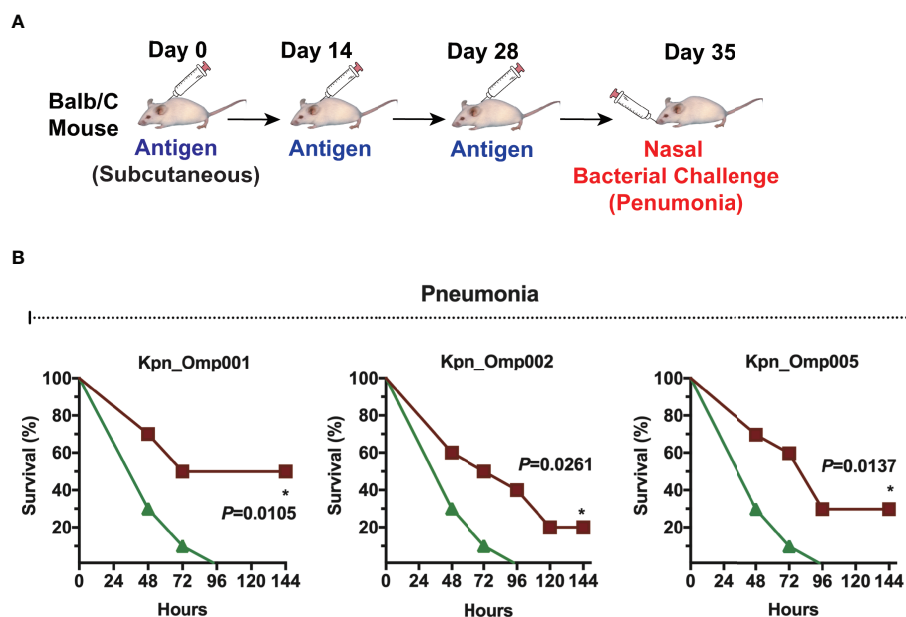 A
Day 0
Day 14
Day 28
Day 35
Balb/C
Mouse
Antigen
(Subcutaneous)
Antigen
Antigen
Nasal
Bacterial Challenge
(Penumonia)
B
Pneumonia
Kpn_Omp001
Survival (%)
100
80
60
40
20
*
P=0.0105
0 24 48 72 96 120 144
Hours
Kpn_Omp002
Survival (%)
100
80
60
40
20
P=0.0261
*
0 24 48 72 96 120 144
Hours
Kpn_Omp005
Survival (%)
100
80
60
40
20
P=0.0137
*
0 24 48 72 96 120 144
Hours